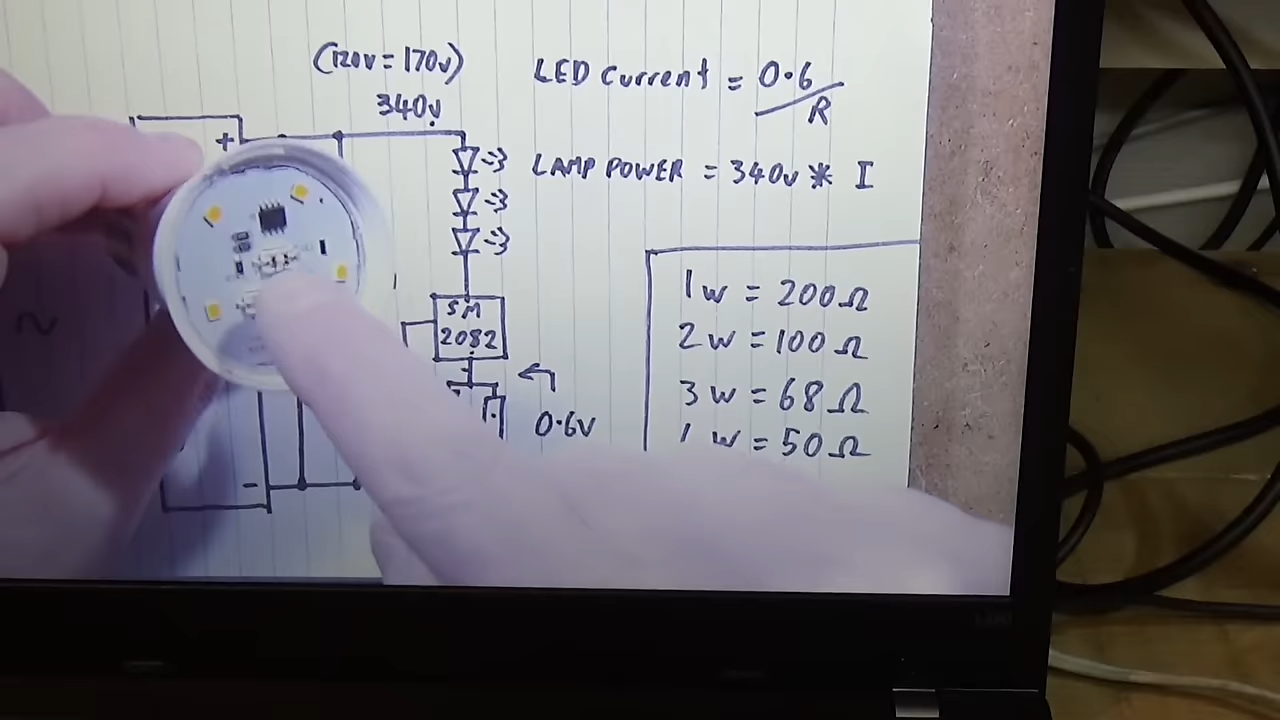 (120v = 170v)
340v
+
LED Current = 0.6/R
LAMP POWER = 340v * I
SM
2082
0.6V
-
~
1W = 200Ω
2W = 100Ω
3W = 68Ω
W = 50Ω